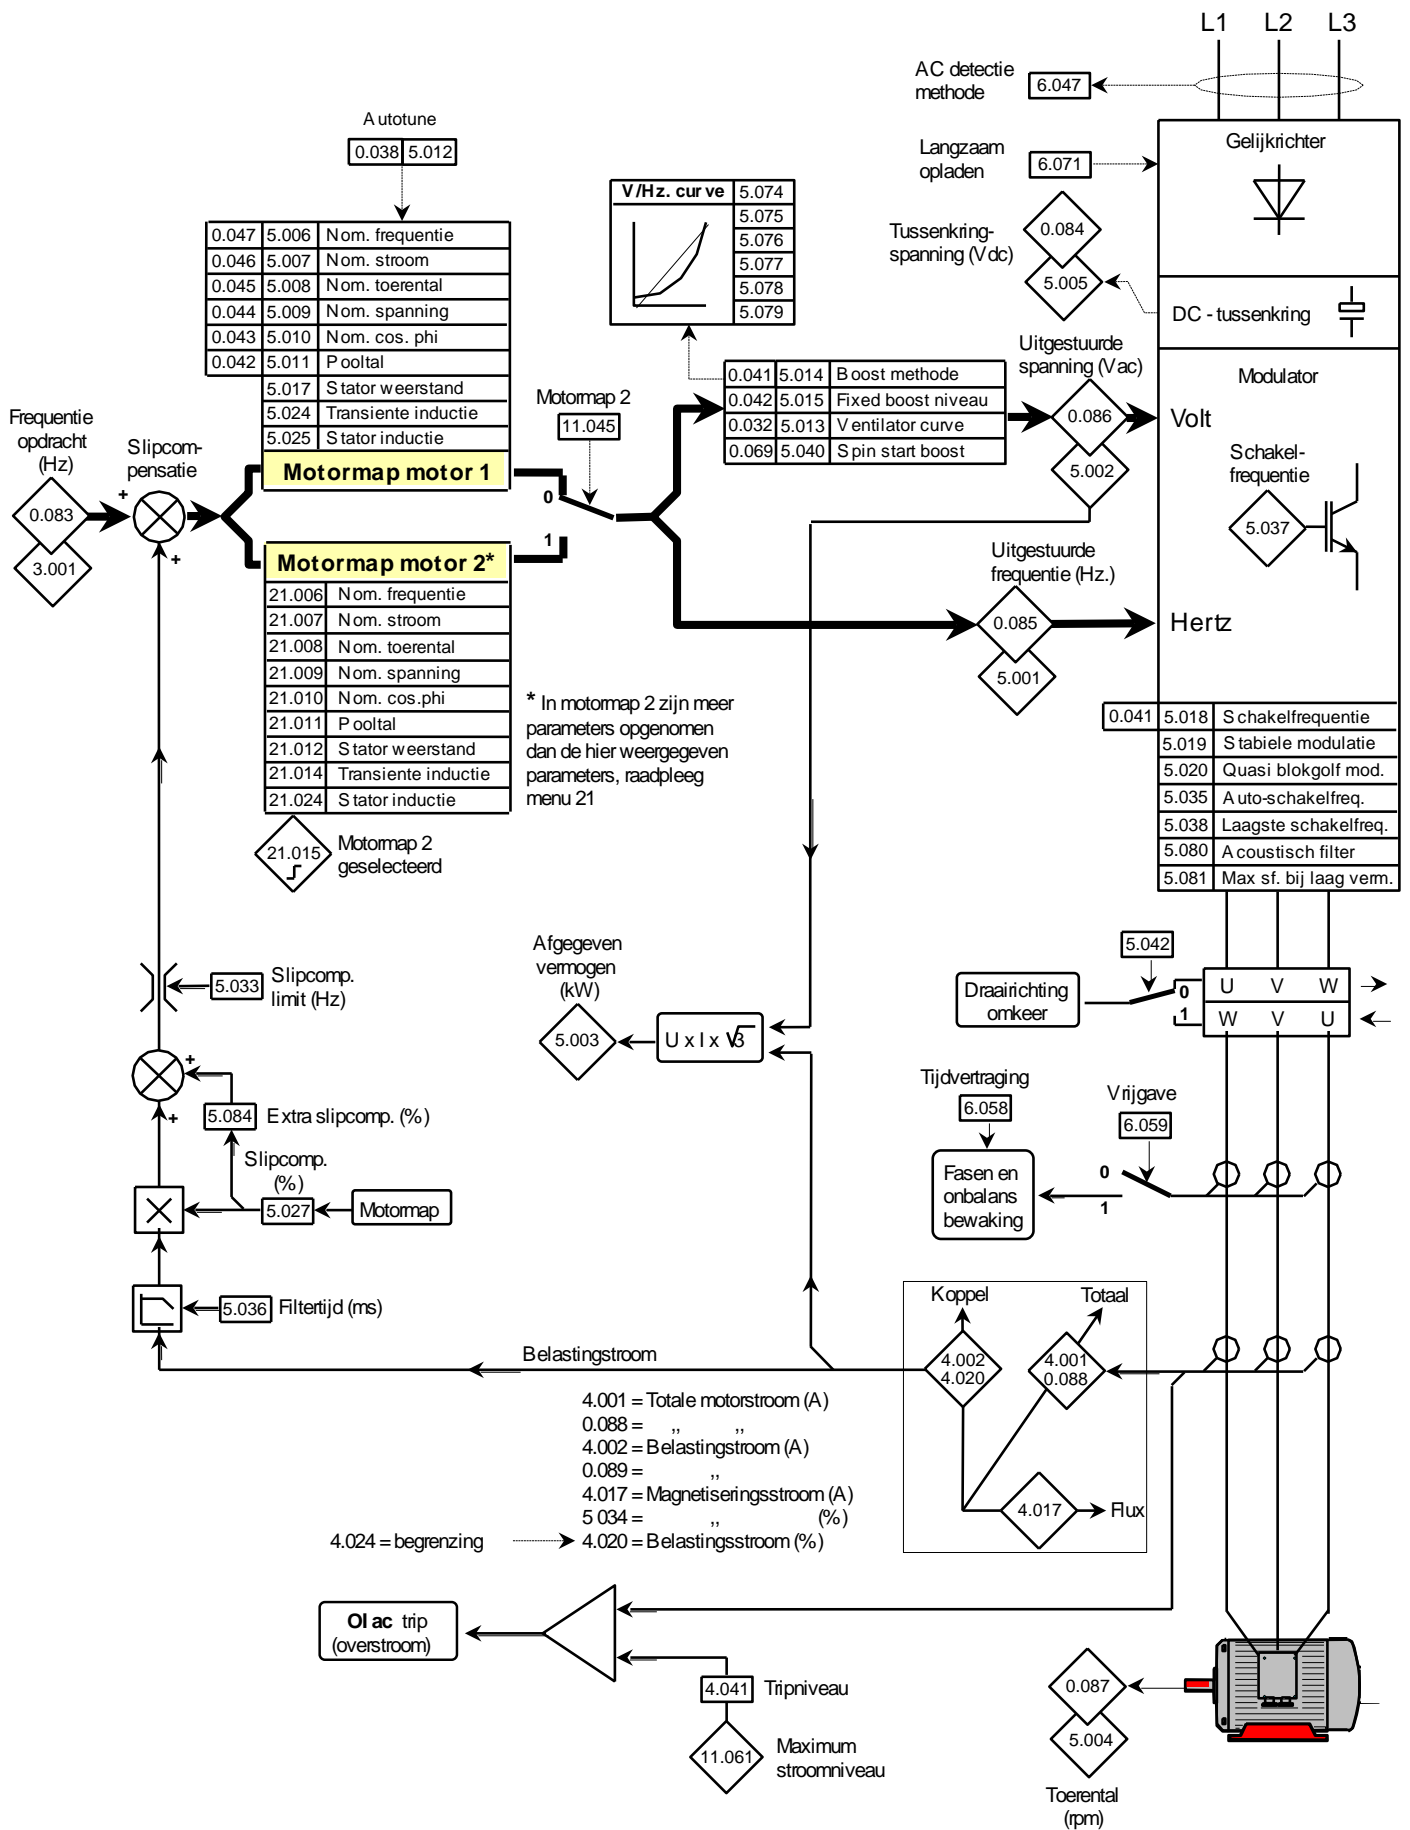 L1 L2 L3
AC detectie
methode
6.047
Gelijkrichter
Langzaam
opladen
6.071
Tussenkring-
spanning (Vdc)
0.084
5.005
DC - tussenkring
Autotune
0.038 5.012
0.047 5.006 Nom. frequentie
0.046 5.007 Nom. stroom
0.045 5.008 Nom. toerental
0.044 5.009 Nom. spanning
0.043 5.010 Nom. cos. phi
0.042 5.011 Pooltal
5.017 Stator weerstand
5.024 Transiente inductie
5.025 Stator inductie
Motormap motor 1
V/Hz. curve 5.074
5.075
5.076
5.077
5.078
5.079
Frequentie
opdracht
(Hz)
0.083
3.001
Slipcom-
pensatie
+
+
Motormap 2
11.045
0
1
0.041 5.014 Boost methode
0.042 5.015 Fixed boost niveau
0.032 5.013 Ventilator curve
0.069 5.040 Spin start boost
Uitgestuurde
spanning (Vac)
0.086
5.002
Modulator
Volt
Schakel-
frequentie
5.037
Motormap motor 2*
21.006 Nom. frequentie
21.007 Nom. stroom
21.008 Nom. toerental
21.009 Nom. spanning
21.010 Nom. cos.phi
21.011 Pooltal
21.012 Stator weerstand
21.014 Transiente inductie
21.024 Stator inductie
21.015
Motormap 2
geselecteerd
* In motormap 2 zijn meer
parameters opgenomen
dan de hier weergegeven
parameters, raadpleeg
menu 21
Uitgestuurde
frequentie (Hz.)
0.085
5.001
Hertz
0.041 5.018 Schakelfrequentie
5.019 Stabiele modulatie
5.020 Quasi blokgolf mod.
5.035 Auto-schakelfreq.
5.038 Laagste schakelfreq.
5.080 Acoustisch filter
5.081 Max sf. bij laag verm.
5.033
Slipcomp.
limit (Hz)
Afgegeven
vermogen
(kW)
5.003
U x I x √3
5.042
Draairichting
omkeer
0
1
U V W
W V U
+
+
5.084 Extra slipcomp. (%)
Slipcomp.
(%)
5.027
Motormap
5.036 Filtertijd (ms)
Tijdvertraging
6.058
Vrijgave
6.059
Fasen en
onbalans
bewaking
0
1
Belastingstroom
Koppel
Totaal
4.002
4.020
4.001
0.088
4.017
Flux
4.001 = Totale motorstroom (A)
0.088 = ,, ,,
4.002 = Belastingstroom (A)
0.089 = ,,
4.017 = Magnetiseringsstroom (A)
5 034 = ,, (%)
4.024 = begrenzing 4.020 = Belastingsstroom (%)
OI ac trip
(overstroom)
4.041 Tripniveau
11.061
Maximum
stroomniveau
0.087
5.004
Toerental
(rpm)